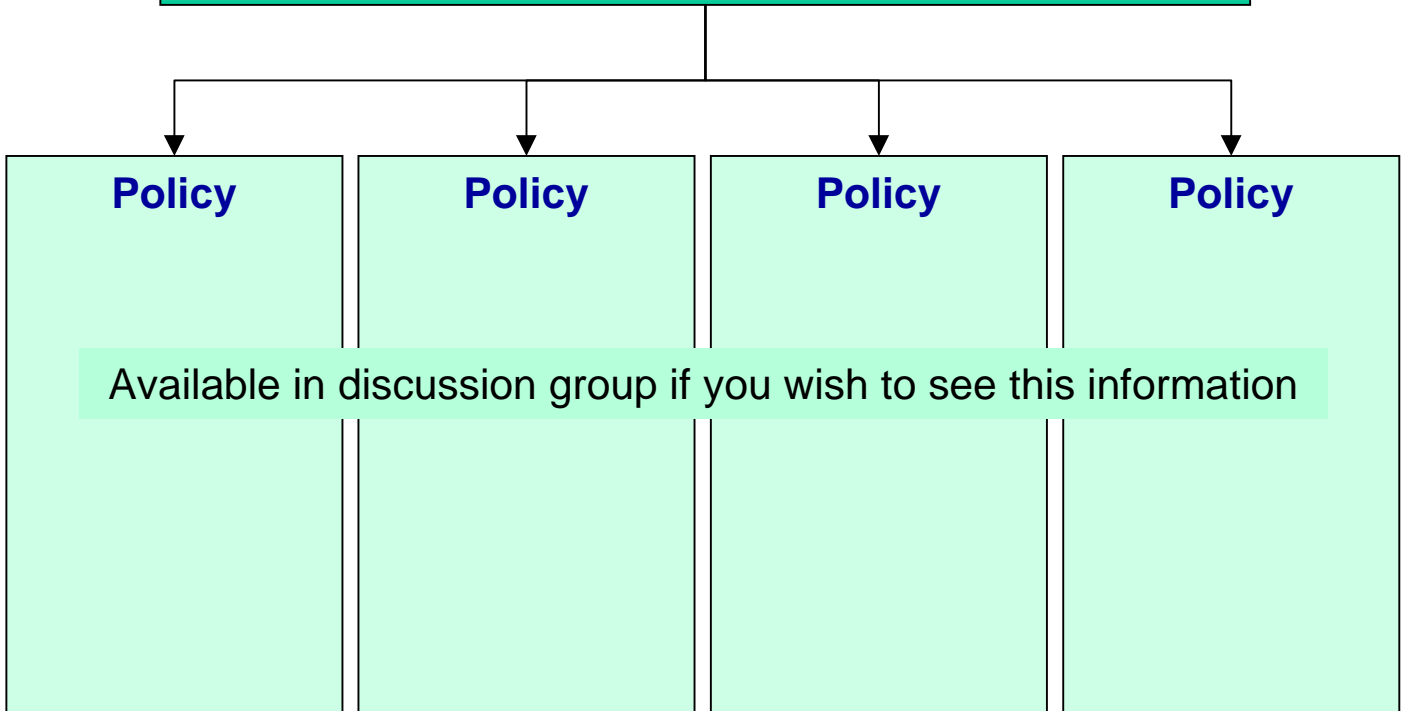 Policy Policy Policy Policy
Available in discussion group if you wish to see this information